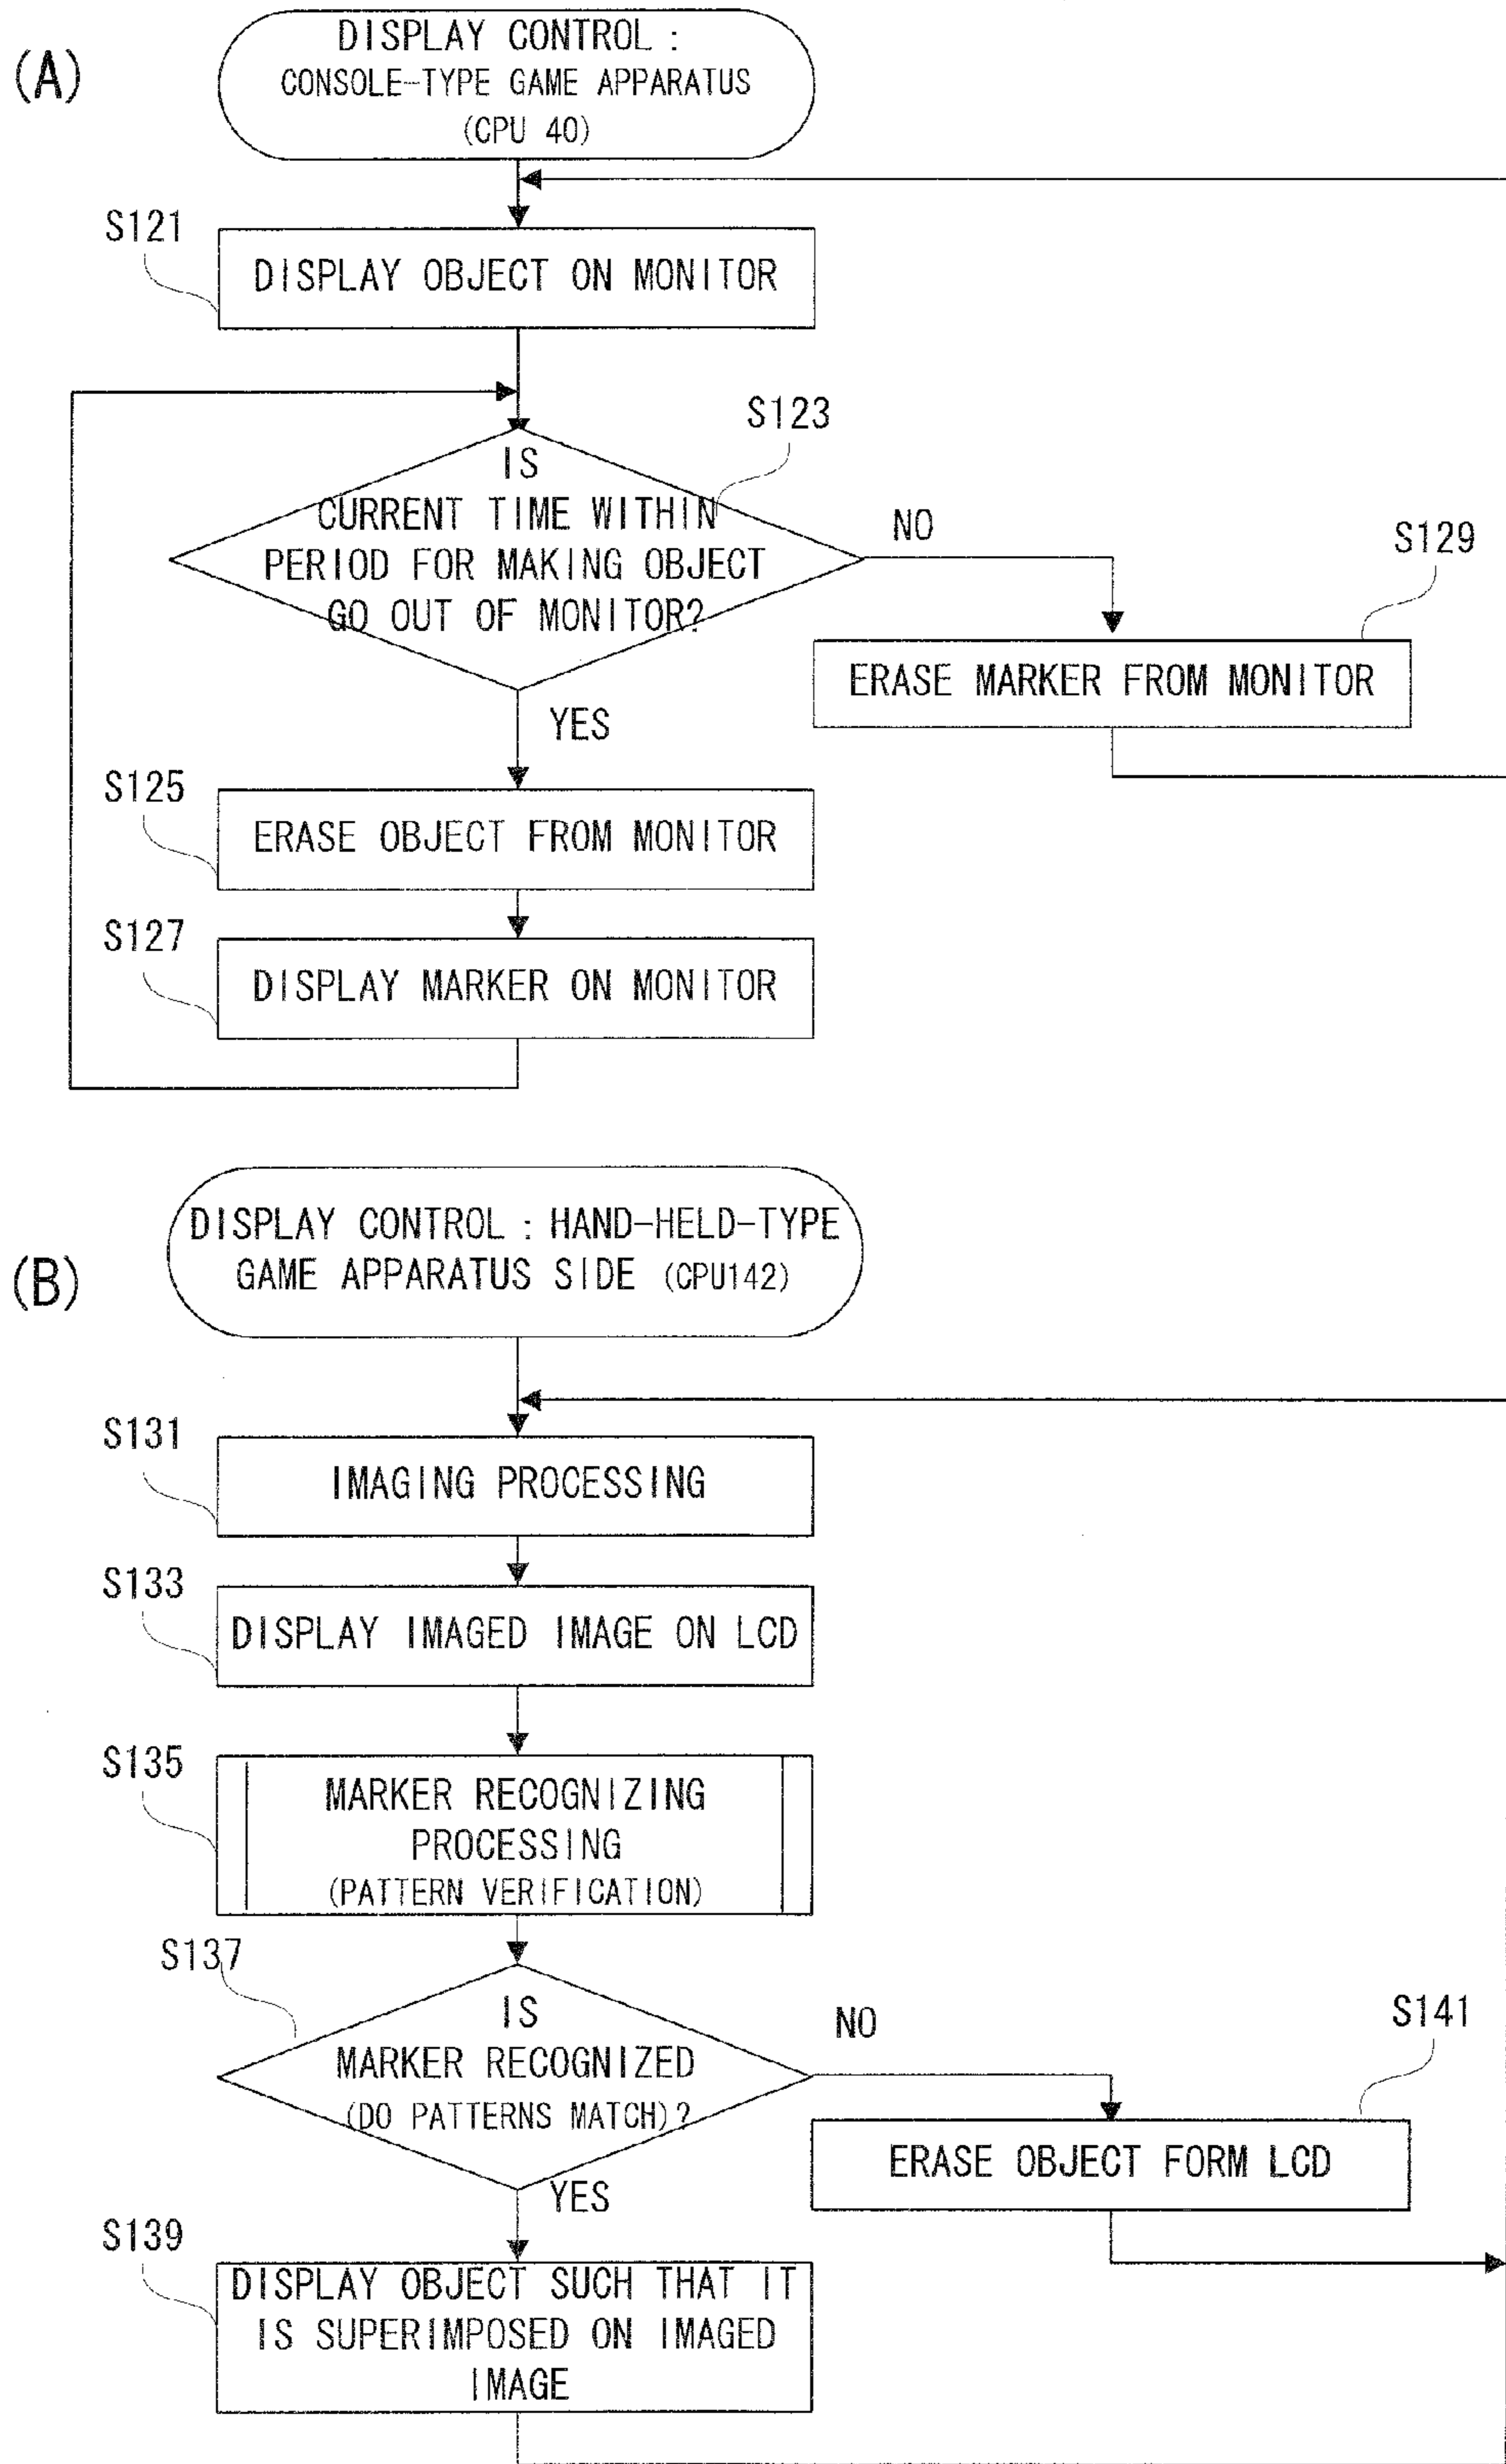 (A)
DISPLAY CONTROL :
CONSOLE-TYPE GAME APPARATUS
(CPU 40)
S121
DISPLAY OBJECT ON MONITOR
S123
IS
CURRENT TIME WITHIN
PERIOD FOR MAKING OBJECT
GO OUT OF MONITOR?
NO
S129
ERASE MARKER FROM MONITOR
YES
S125
ERASE OBJECT FROM MONITOR
S127
DISPLAY MARKER ON MONITOR
(B)
DISPLAY CONTROL : HAND-HELD-TYPE
GAME APPARATUS SIDE (CPU142)
S131
IMAGING PROCESSING
S133
DISPLAY IMAGED IMAGE ON LCD
S135
MARKER RECOGNIZING
PROCESSING
(PATTERN VERIFICATION)
S137
IS
MARKER RECOGNIZED
(DO PATTERNS MATCH)?
NO
S141
ERASE OBJECT FORM LCD
YES
S139
DISPLAY OBJECT SUCH THAT IT
IS SUPERIMPOSED ON IMAGED
IMAGE